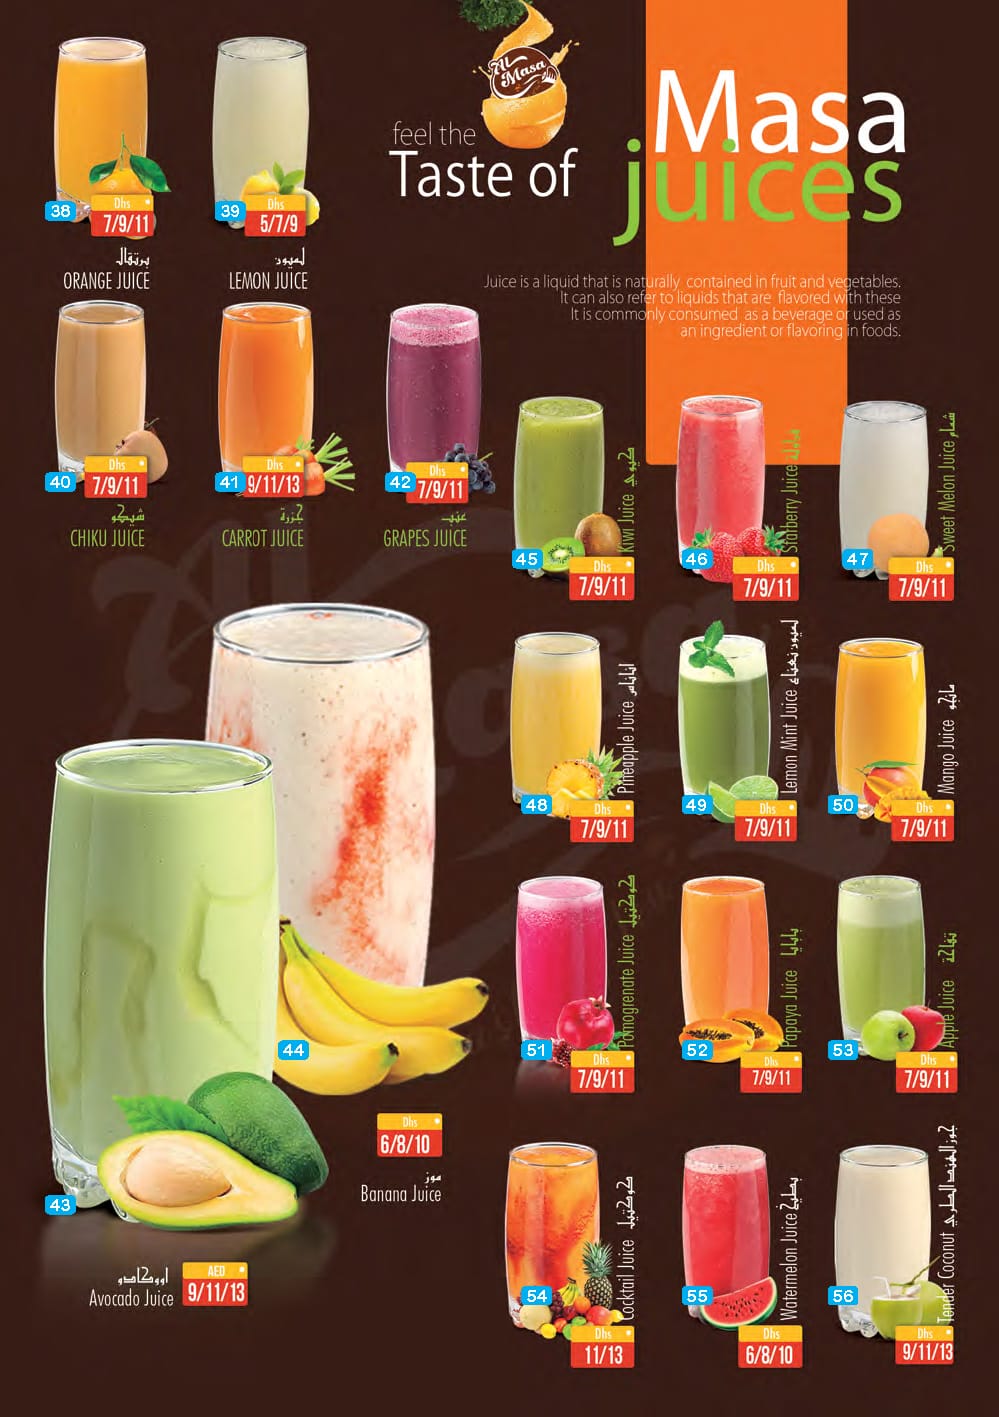 Al
Masa
feel the
Taste of
Masa
juices
Juice is a liquid that is naturally contained in fruit and vegetables.
It can also refer to liquids that are flavored with these
It is commonly consumed as a beverage or used as
an ingredient or flavoring in foods.
38
Dhs
7/9/11
برتقال
ORANGE JUICE
39
Dhs
5/7/9
ليمون
LEMON JUICE
40
Dhs
7/9/11
شيكو
CHIKU JUICE
41
Dhs
9/11/13
جزرة
CARROT JUICE
42
Dhs
7/9/11
عنب
GRAPES JUICE
43
اووكادو
Avocado Juice
AED
9/11/13
44
Dhs
6/8/10
موز
Banana Juice
45
Kiwi Juice كيوي
Dhs
7/9/11
46
Staberry Juice
Dhs
7/9/11
47
Sweet Melon Juice شمام
Dhs
7/9/11
48
Pineapple Juice اناناس
Dhs
7/9/11
49
Lemon Mint Juice ليمون نعناع
Dhs
7/9/11
50
Mango Juice مانجو
Dhs
7/9/11
51
Pomogrenate Juice كوكتيل
Dhs
7/9/11
52
Papaya Juice بابايا
Dhs
7/9/11
53
Apple Juice تفاحة
Dhs
7/9/11
54
Cocktail Juice كوكتيل
Dhs
11/13
55
Watermelon Juice بطيخ
Dhs
6/8/10
56
Tender Coconut جوز الهند الطري
Dhs
9/11/13